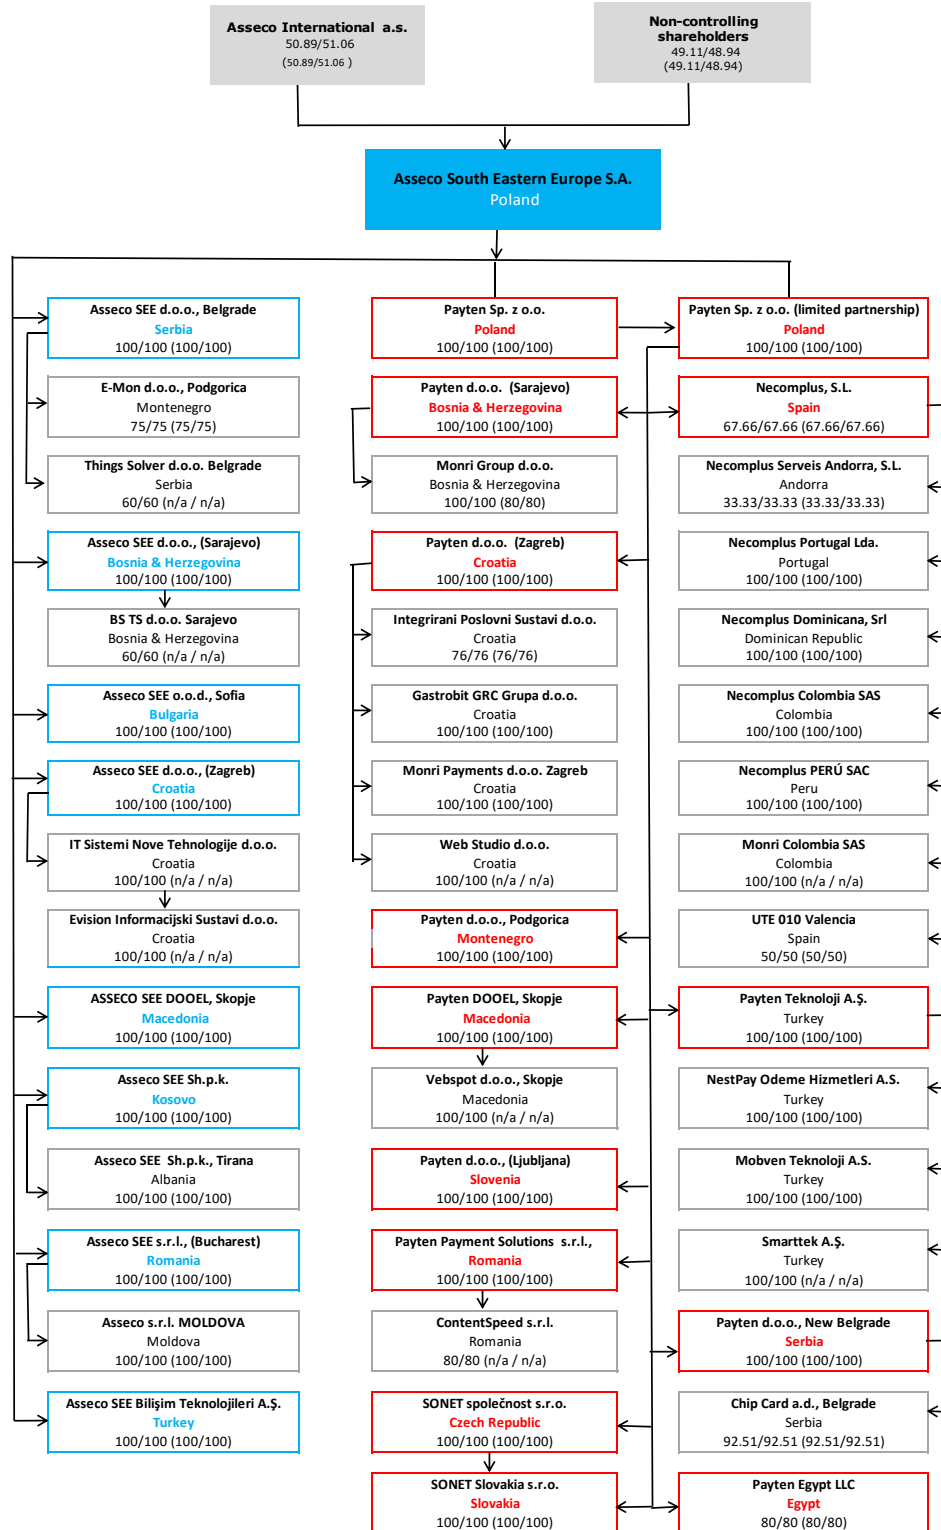 Asseco International  a.s.
50.89/51.06
(50.89/51.06 )
Non-controlling
shareholders
49.11/48.94
(49.11/48.94)
Asseco South Eastern Europe S.A.
Poland
Asseco SEE d.o.o., Belgrade
Serbia
100/100 (100/100)
E-Mon d.o.o., Podgorica
Montenegro
75/75 (75/75)
Things Solver d.o.o. Belgrade
Serbia
60/60 (n/a / n/a)
Asseco SEE d.o.o., (Sarajevo)
Bosnia & Herzegovina
100/100 (100/100)
BS TS d.o.o. Sarajevo
Bosnia & Herzegovina
60/60 (n/a / n/a)
Asseco SEE o.o.d., Sofia
Bulgaria
100/100 (100/100)
Asseco SEE d.o.o., (Zagreb)
Croatia
100/100 (100/100)
IT Sistemi Nove Tehnologije d.o.o.
Croatia
100/100 (n/a / n/a)
Evision Informacijski Sustavi d.o.o.
Croatia
100/100 (n/a / n/a)
ASSECO SEE DOOEL, Skopje
Macedonia
100/100 (100/100)
Asseco SEE Sh.p.k.
Kosovo
100/100 (100/100)
Asseco SEE  Sh.p.k., Tirana
Albania
100/100 (100/100)
Asseco SEE s.r.l., (Bucharest)
Romania
100/100 (100/100)
Asseco s.r.l. MOLDOVA
Moldova
100/100 (100/100)
Asseco SEE Bilişim Teknolojileri A.Ş.
Turkey
100/100 (100/100)
Payten Sp. z o.o.
Poland
100/100 (100/100)
Payten d.o.o.  (Sarajevo)
Bosnia & Herzegovina
100/100 (100/100)
Monri Group d.o.o.
Bosnia & Herzegovina
100/100 (80/80)
Payten d.o.o.  (Zagreb)
Croatia
100/100 (100/100)
Integrirani Poslovni Sustavi d.o.o.
Croatia
76/76 (76/76)
Gastrobit GRC Grupa d.o.o.
Croatia
100/100 (100/100)
Monri Payments d.o.o. Zagreb
Croatia
100/100 (100/100)
Web Studio d.o.o.
Croatia
100/100 (n/a / n/a)
Payten d.o.o., Podgorica
Montenegro
100/100 (100/100)
Payten DOOEL, Skopje
Macedonia
100/100 (100/100)
Vebspot d.o.o., Skopje
Macedonia
100/100 (n/a / n/a)
Payten d.o.o., (Ljubljana)
Slovenia
100/100 (100/100)
Payten Payment Solutions  s.r.l.,
Romania
100/100 (100/100)
ContentSpeed s.r.l.
Romania
80/80 (n/a / n/a)
SONET společnost s.r.o.
Czech Republic
100/100 (100/100)
SONET Slovakia s.r.o.
Slovakia
100/100 (100/100)
Payten Sp. z o.o. (limited partnership)
Poland
100/100 (100/100)
Necomplus, S.L.
Spain
67.66/67.66 (67.66/67.66)
Necomplus Serveis Andorra, S.L.
Andorra
33.33/33.33 (33.33/33.33)
Necomplus Portugal Lda.
Portugal
100/100 (100/100)
Necomplus Dominicana, Srl
Dominican Republic
100/100 (100/100)
Necomplus Colombia SAS
Colombia
100/100 (100/100)
Necomplus PERÚ SAC
Peru
100/100 (100/100)
Monri Colombia SAS
Colombia
100/100 (n/a / n/a)
UTE 010 Valencia
Spain
50/50 (50/50)
Payten Teknoloji A.Ş.
Turkey
100/100 (100/100)
NestPay Odeme Hizmetleri A.S.
Turkey
100/100 (100/100)
Mobven Teknoloji A.S.
Turkey
100/100 (100/100)
Smarttek A.Ş.
Turkey
100/100 (n/a / n/a)
Payten d.o.o., New Belgrade
Serbia
100/100 (100/100)
Chip Card a.d., Belgrade
Serbia
92.51/92.51 (92.51/92.51)
Payten Egypt LLC
Egypt
80/80 (80/80)